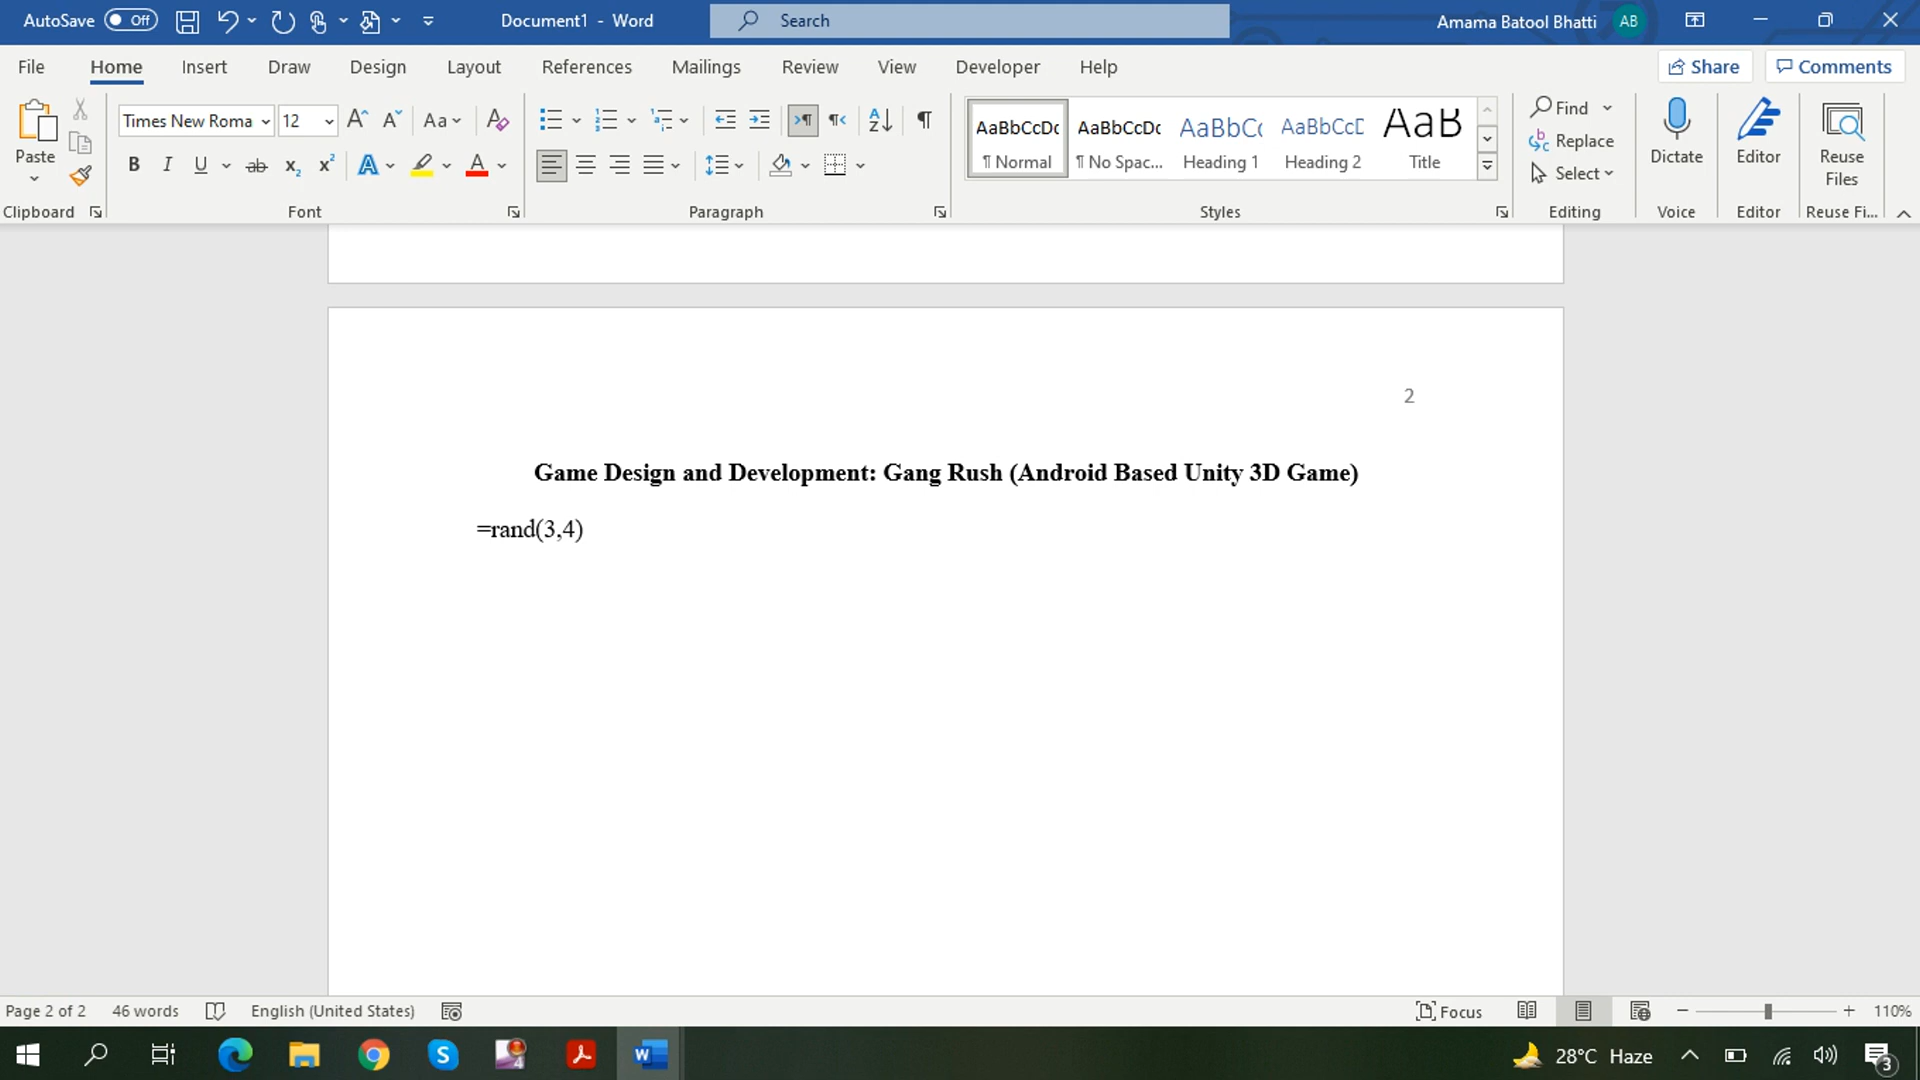 AutoSave Off Document1 - Word Search Amama Batool Bhatti AB
File Home Insert Draw Design Layout References Mailings Review View Developer Help Share Comments
Times New Roma 12 Aa
AaBbCcDc AaBbCcDc AaBbCc AaBbCcD AaB
¶ Normal ¶ No Spac... Heading 1 Heading 2 Title
Find
Replace
Select
Paste
Dictate
Editor
Reuse
Files
Clipboard Font Paragraph Styles Editing Voice Editor Reuse Fi...
2
Game Design and Development: Gang Rush (Android Based Unity 3D Game)
=rand(3,4)
Page 2 of 2 46 words English (United States) Focus 110%
28°C Haze 3